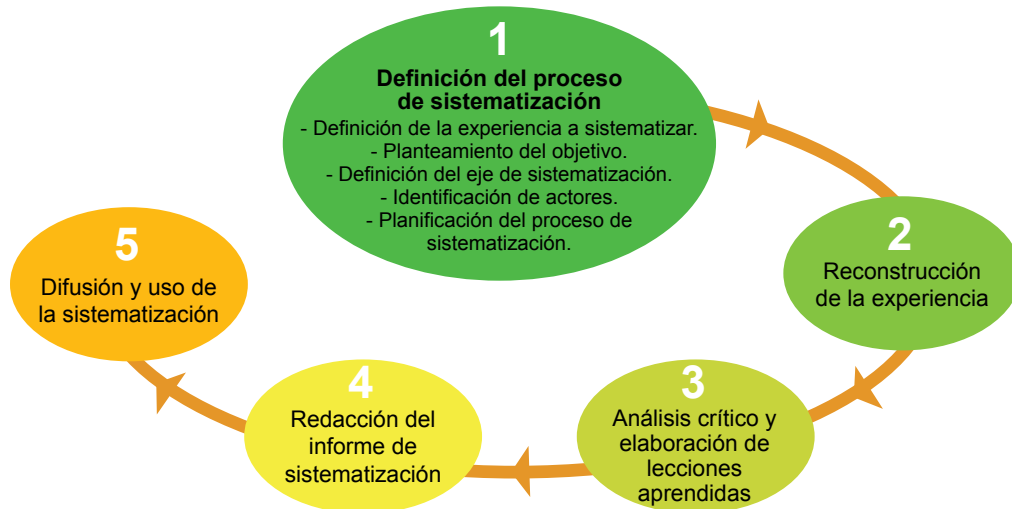 1
Definición del proceso
de sistematización
- Definición de la experiencia a sistematizar.
- Planteamiento del objetivo.
- Definición del eje de sistematización.
- Identificación de actores.
- Planificación del proceso de
sistematización.
2
Reconstrucción
de la experiencia
3
Análisis crítico y
elaboración de
lecciones
aprendidas
4
Redacción del
informe de
sistematización
5
Difusión y uso de
la sistematización